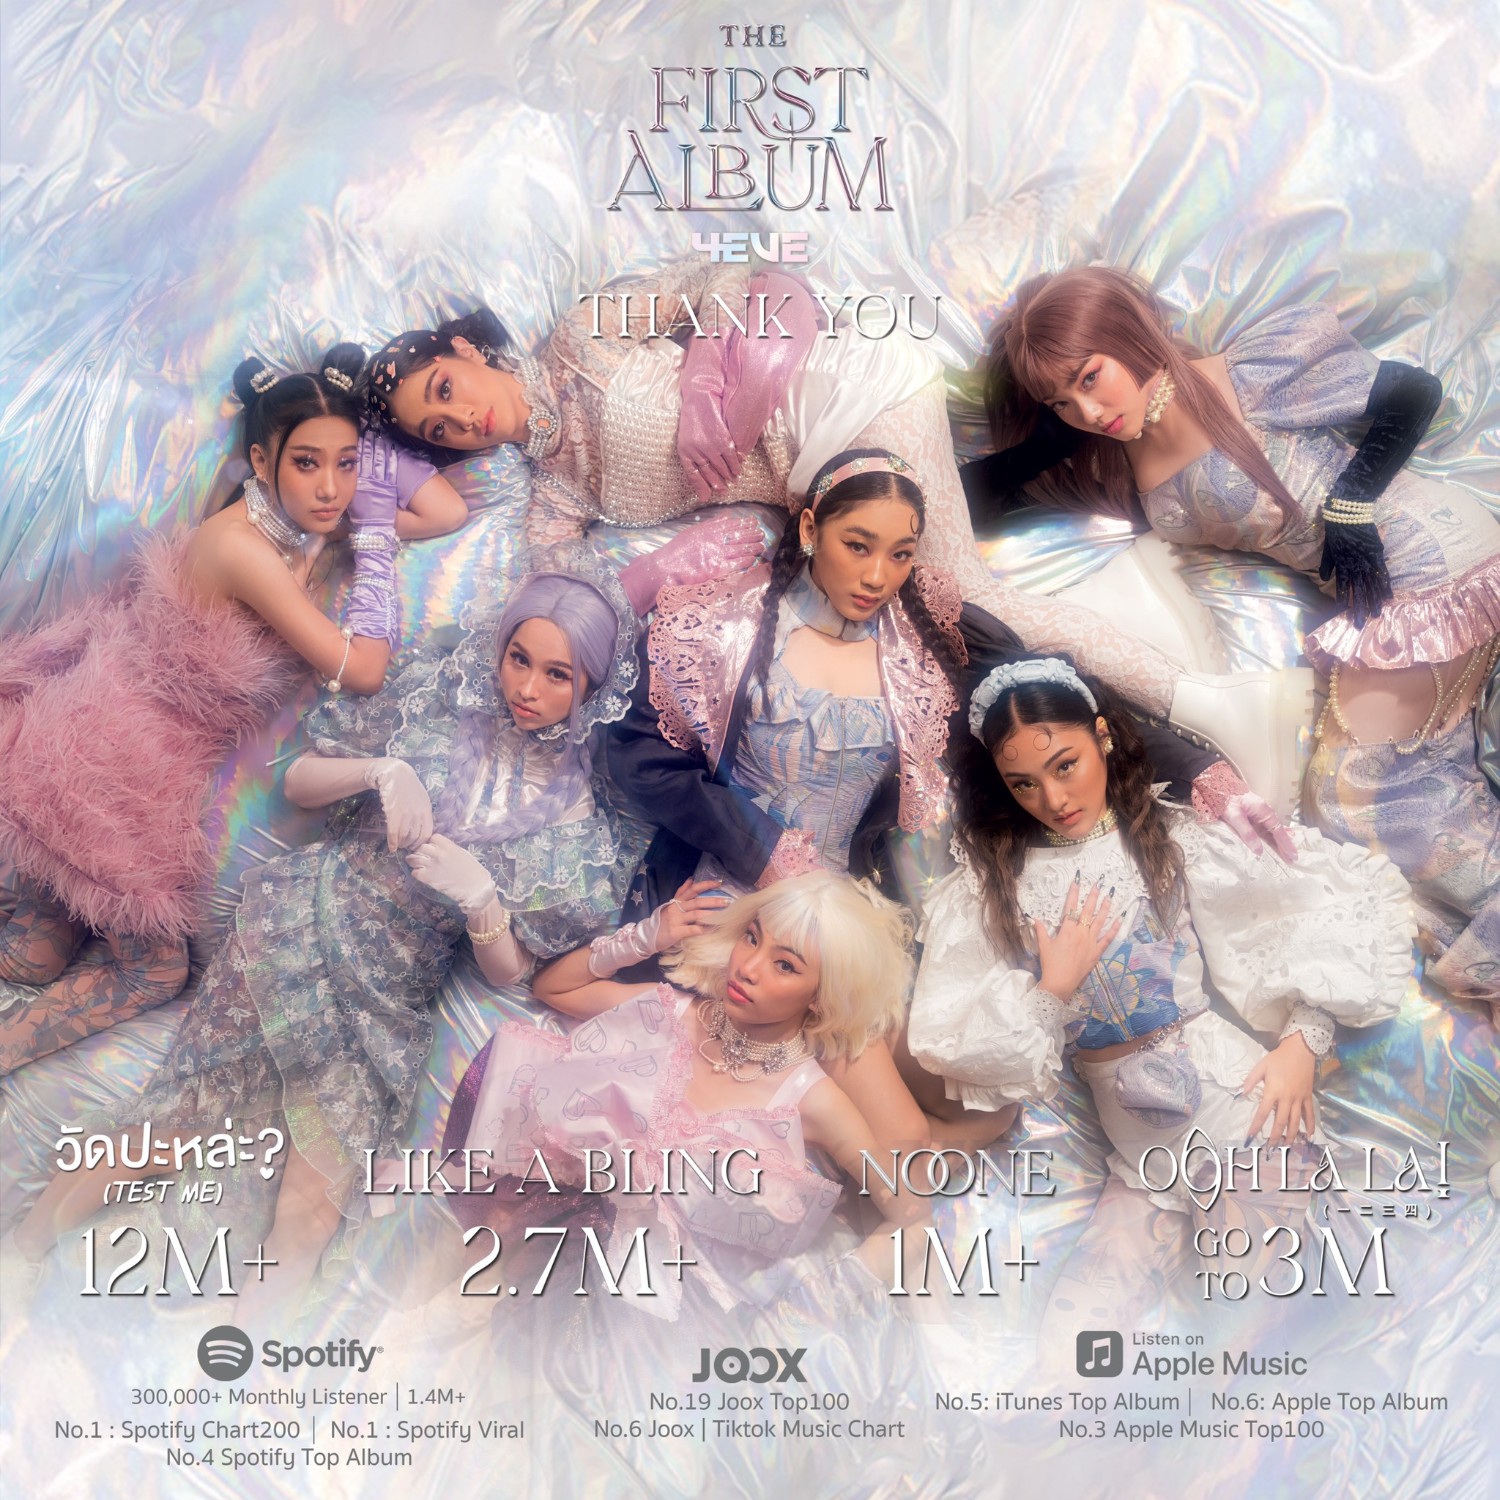 THE
FIRST
ALBUM
4EVE
THANK YOU
วัดปะหล่ะ?
(TEST ME)
12M+
LIKE A BLING
2.7M+
NOONE
1M+
OOH LA LA!
(一二三四)
GO
TO 3M
Spotify®
300,000+ Monthly Listener | 1.4M+
No.1 : Spotify Chart200 | No.1 : Spotify Viral
No.4 Spotify Top Album
JOOX
No.19 Joox Top100
No.6 Joox | Tiktok Music Chart
Listen on
Apple Music
No.5: iTunes Top Album | No.6: Apple Top Album
No.3 Apple Music Top100